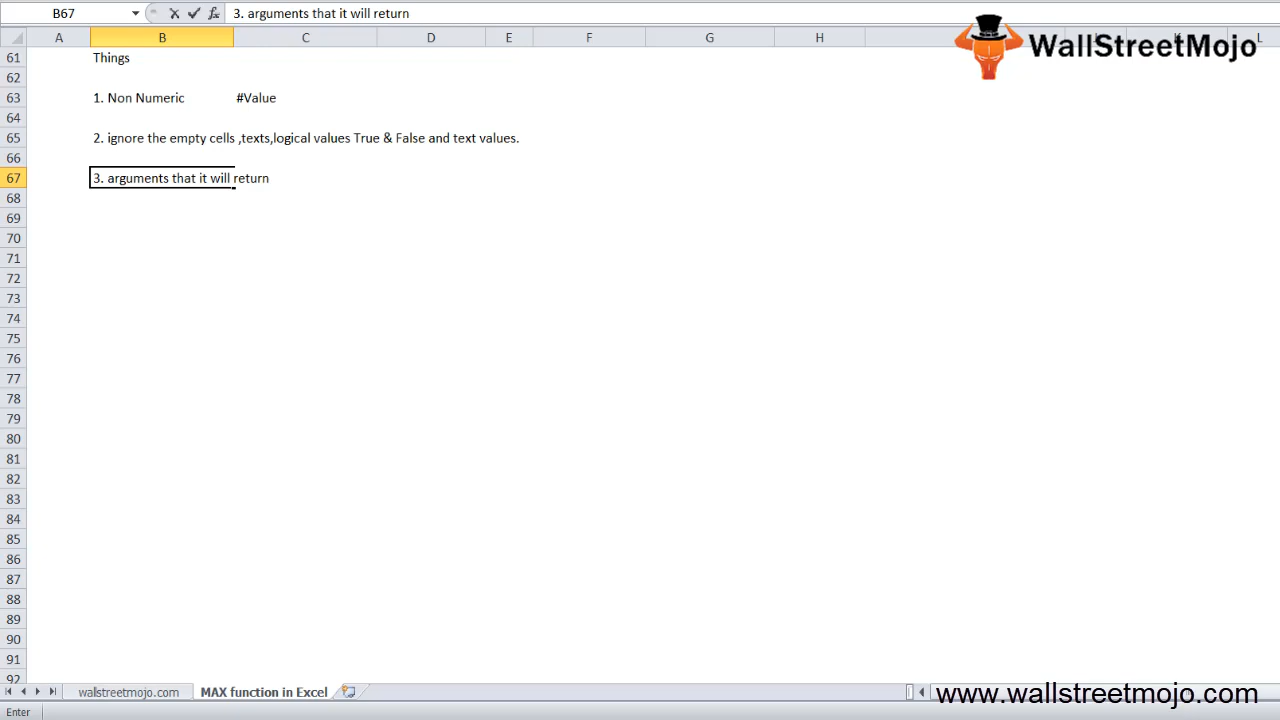 B67
fx 3. arguments that it will return
A B C D E F G H L
WallStreetMojo
61 Things
62
63 1. Non Numeric #Value
64
65 2. ignore the empty cells ,texts,logical values True & False and text values.
66
67 3. arguments that it will return
68
69
70
71
72
73
74
75
76
77
78
79
80
81
82
83
84
85
86
87
88
89
90
91
92
wallstreetmojo.com MAX function in Excel
www.wallstreetmojo.com
Enter